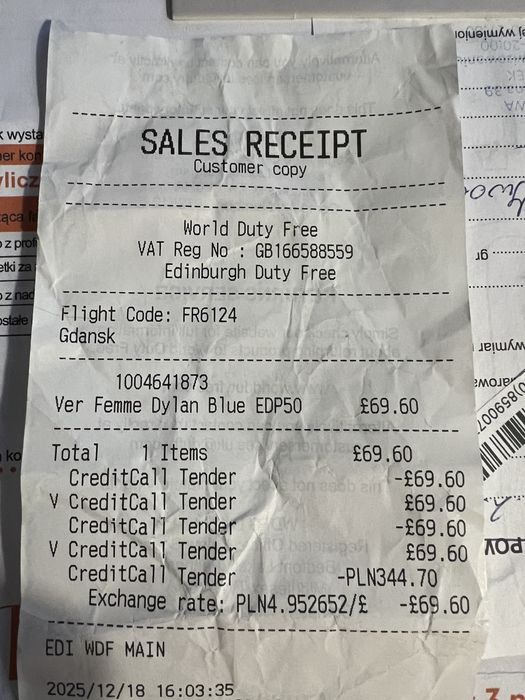 SALES RECEIPT
Customer copy
World Duty Free
VAT Reg No : GB166588559
Edinburgh Duty Free
Flight Code: FR6124
Gdansk
1004641873
Ver Femme Dylan Blue EDP50 £69.60
Total 1 Items £69.60
CreditCall Tender -£69.60
V CreditCall Tender £69.60
CreditCall Tender -£69.60
V CreditCall Tender £69.60
CreditCall Tender -PLN344.70
Exchange rate: PLN4.952652/£ -£69.60
EDI WDF MAIN
2025/12/18 16:03:35